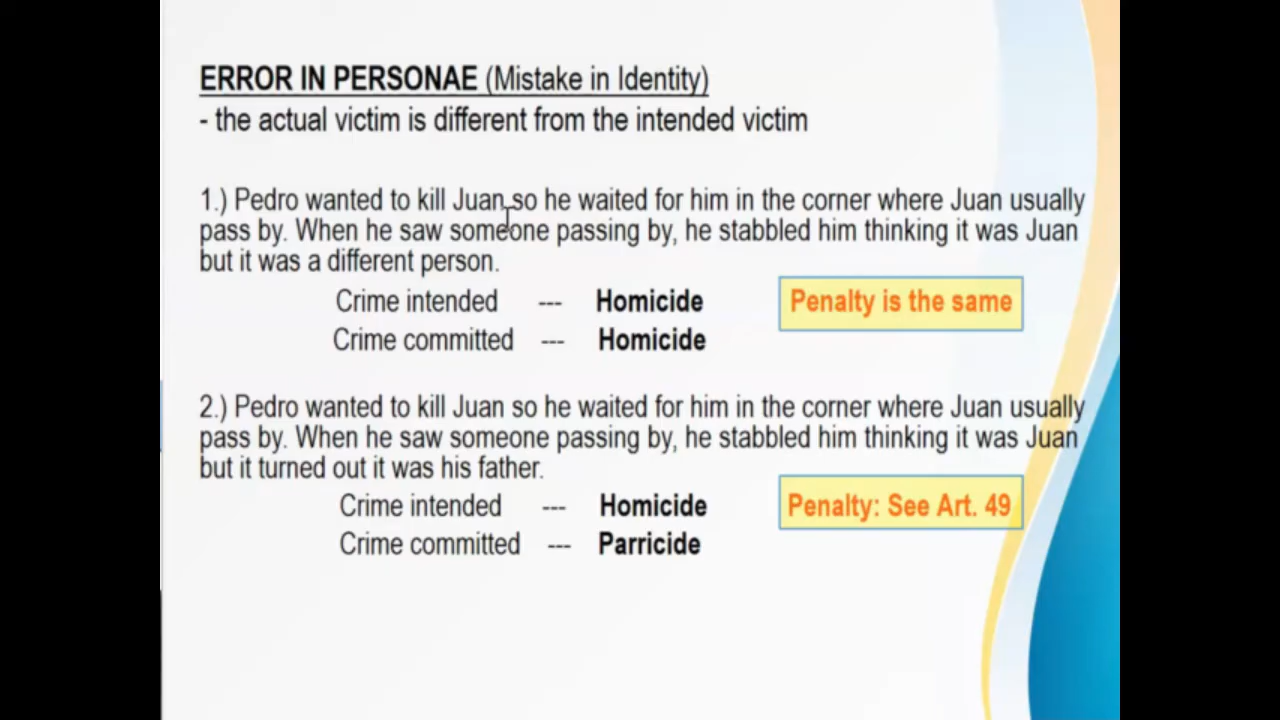 ERROR IN PERSONAE (Mistake in Identity)
- the actual victim is different from the intended victim
1.) Pedro wanted to kill Juan so he waited for him in the corner where Juan usually
pass by. When he saw someone passing by, he stabbled him thinking it was Juan
but it was a different person.
Crime intended --- Homicide
Penalty is the same
Crime committed --- Homicide
2.) Pedro wanted to kill Juan so he waited for him in the corner where Juan usually
pass by. When he saw someone passing by, he stabbled him thinking it was Juan
but it turned out it was his father.
Crime intended --- Homicide
Penalty: See Art. 49
Crime committed --- Parricide